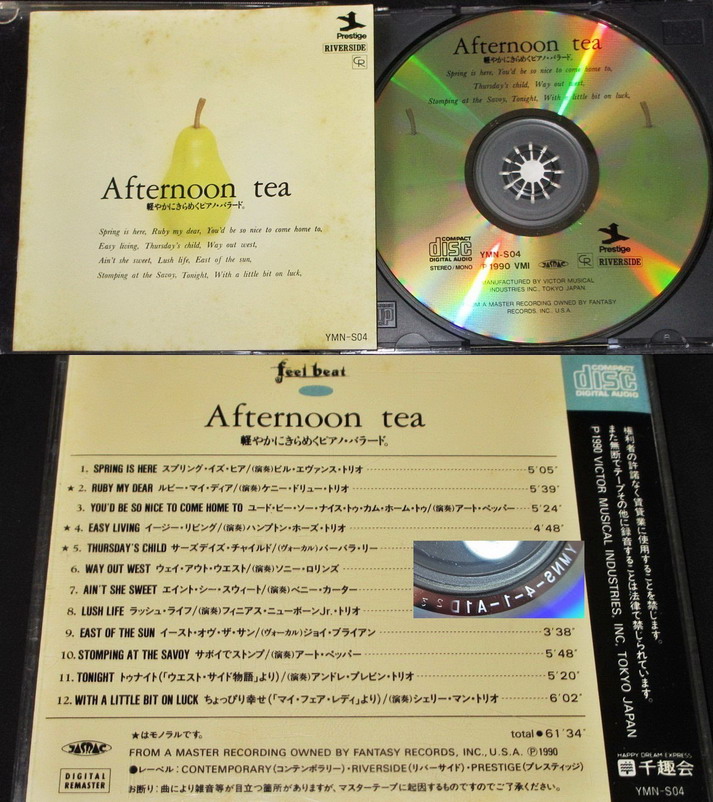 Prestige
RIVERSIDE
CR
Afternoon tea
軽やかにきらめくピアノ・バラード。
Spring is here, Ruby my dear, You'd be so nice to come home to,
Easy living, Thursday's child, Way out west,
Ain't she sweet, Lush life, East of the sun,
Stomping at the Savoy, Tonight, With a little bit on luck,
YMN-S04
Afternoon tea
軽やかにきらめくピアノ・バラード。
Spring is here, You'd be so nice to come home to,
Thursday's child, Way out
Stomping at the Savoy, Tonight, With a little bit on luck,
COMPACT
disc
DIGITAL AUDIO
STEREO/MONO
YMN-S04
Ⓟ1990 VMI
JASRAC
CR
Prestige
RIVERSIDE
MANUFACTURED BY VICTOR MUSICAL
INDUSTRIES INC., TOKYO JAPAN.
FROM A MASTER RECORDING OWNED BY FANTASY
RECORDS, INC., U.S.A.
feel beat
Afternoon tea
軽やかにきらめくピアノ・バラード。
1. SPRING IS HERE スプリング・イズ・ヒア/(演奏)ビル・エヴァンス・トリオ 5'05"
★2. RUBY MY DEAR ルビー・マイ・ディア/(演奏)ケニー・ドリュー・トリオ 5'39"
3. YOU'D BE SO NICE TO COME HOME TO ユード・ビー・ソー・ナイス・トゥ・カム・ホーム・トゥ/(演奏)アート・ペッパー 5'24"
★4. EASY LIVING イージー・リビング/(演奏)ハンプトン・ホーズ・トリオ 4'48"
★5. THURSDAY'S CHILD サーズデイズ・チャイルド/(ヴォーカル)バーバラ・リー
6. WAY OUT WEST ウェイ・アウト・ウエスト/(演奏)ソニー・ロリンズ
7. AIN'T SHE SWEET エイント・シー・スウィート/(演奏)ベニー・カーター
8. LUSH LIFE ラッシュ・ライフ/(演奏)フィニアス・ニューボーンJr.・トリオ
9. EAST OF THE SUN イースト・オヴ・ザ・サン/(ヴォーカル)ジョイ・ブライアン 3'38"
10. STOMPING AT THE SAVOY サボイでストンプ/(演奏)アート・ペッパー 5'48"
11. TONIGHT トゥナイト(「ウエスト・サイド物語」より)/(演奏)アンドレ・プレビン・トリオ 5'20"
12. WITH A LITTLE BIT ON LUCK ちょっぴり幸せ(「マイ・フェア・レディ」より)/(演奏)シェリー・マン・トリオ 6'02"
YMNS-4-1-A1D 2 3
★はモノラルです。
total●61'34"
JASRAC
FROM A MASTER RECORDING OWNED BY FANTASY RECORDS, INC., U.S.A. Ⓟ1990
DIGITAL
REMASTER
●レーベル:CONTEMPORARY(コンテンポラリー)・RIVERSIDE(リバーサイド)・PRESTIGE(プレスティッジ)
お断り:曲により雑音等が目立つ箇所がありますが、マスターテープに起因するものですのでご了承ください。
COMPACT
disc
DIGITAL AUDIO
権利者の許諾なく賃貸業に使用することを禁じます。
また無断でテープその他に録音することは法律で禁じられています。
Ⓟ1990 VICTOR MUSICAL INDUSTRIES, INC. TOKYO JAPAN
HAPPY DREAM EXPRESS
千趣会
YMN-S04